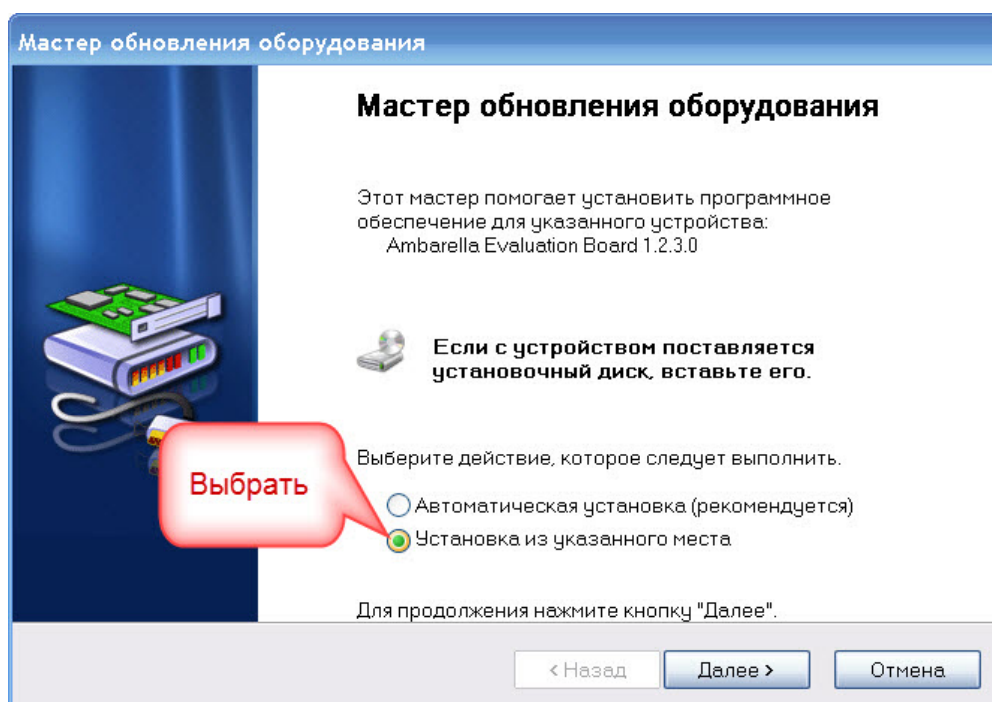 Мастер обновления оборудования
Мастер обновления оборудования
Этот мастер помогает установить программное
обеспечение для указанного устройства:
Ambarella Evaluation Board 1.2.3.0
Если с устройством поставляется
установочный диск, вставьте его.
Выберите действие, которое следует выполнить.
Выбрать
Автоматическая установка (рекомендуется)
Установка из указанного места
Для продолжения нажмите кнопку "Далее".
< Назад
Далее >
Отмена